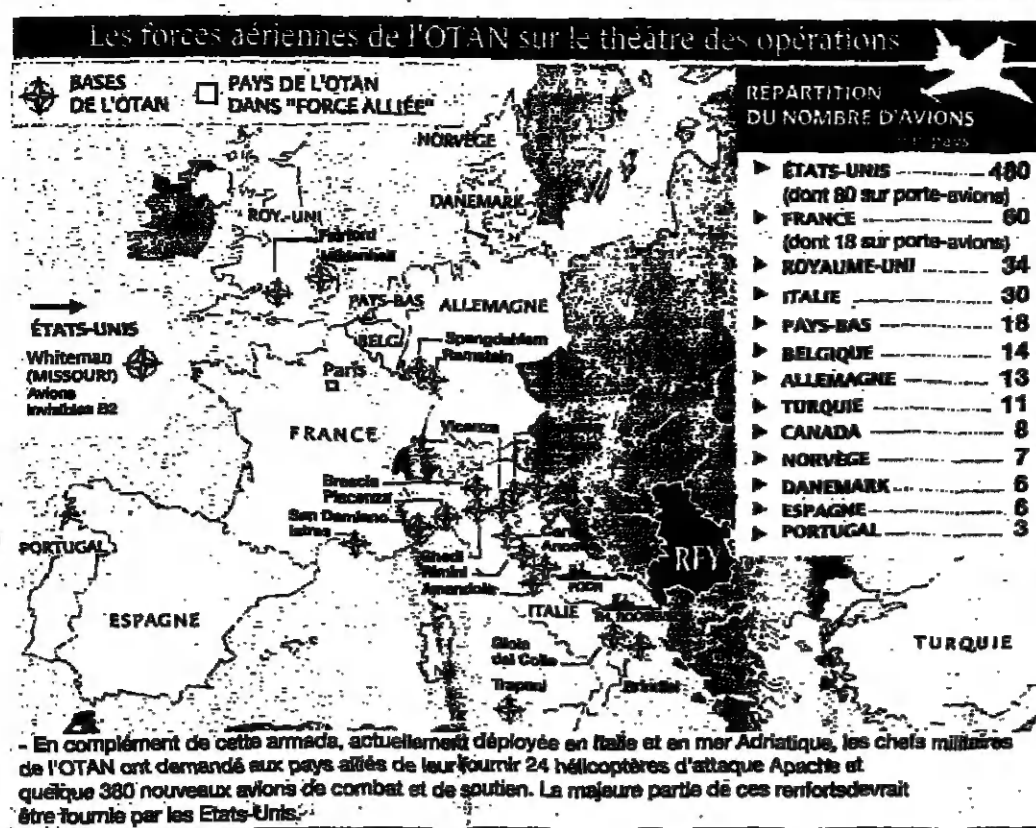 Les forces aériennes de l'OTAN sur le théâtre des opérations
BASES
DE L'OTAN
PAYS DE L'OTAN
DANS "FORCE ALLIÉE"
RÉPARTITION
DU NOMBRE D'AVIONS
ÉTATS-UNIS 480
(dont 80 sur porte-avions)
FRANCE 60
(dont 18 sur porte-avions)
ROYAUME-UNI 34
ITALIE 30
PAYS-BAS 18
BELGIQUE 14
ALLEMAGNE 13
TURQUIE 11
CANADA 8
NORVÈGE 7
DANEMARK 6
ESPAGNE 6
PORTUGAL 3
NORVÈGE
DANEMARK
ROY.-UNI
Fairford
Mildenhall
PAYS-BAS
ALLEMAGNE
BELG.
ÉTATS-UNIS
Whiteman
(MISSOURI)
Avions
invisibles B2
Spangdahlem
Ramstein
Paris
FRANCE
Vicenza
Brescia
Piacenza
San Damiano
Istres
Ghedi
Rimini
Amendola
PORTUGAL
ESPAGNE
ITALIE
RFY
Gioia
del Colle
Trapani
Brindisi
TURQUIE
- En complément de cette armada, actuellement déployée en Italie et en mer Adriatique, les chefs militaires
de l'OTAN ont demandé aux pays alliés de leur fournir 24 hélicoptères d'attaque Apache et
quelque 380 nouveaux avions de combat et de soutien. La majeure partie de ces renfortsdevrait
être fournie par les Etats-Unis.